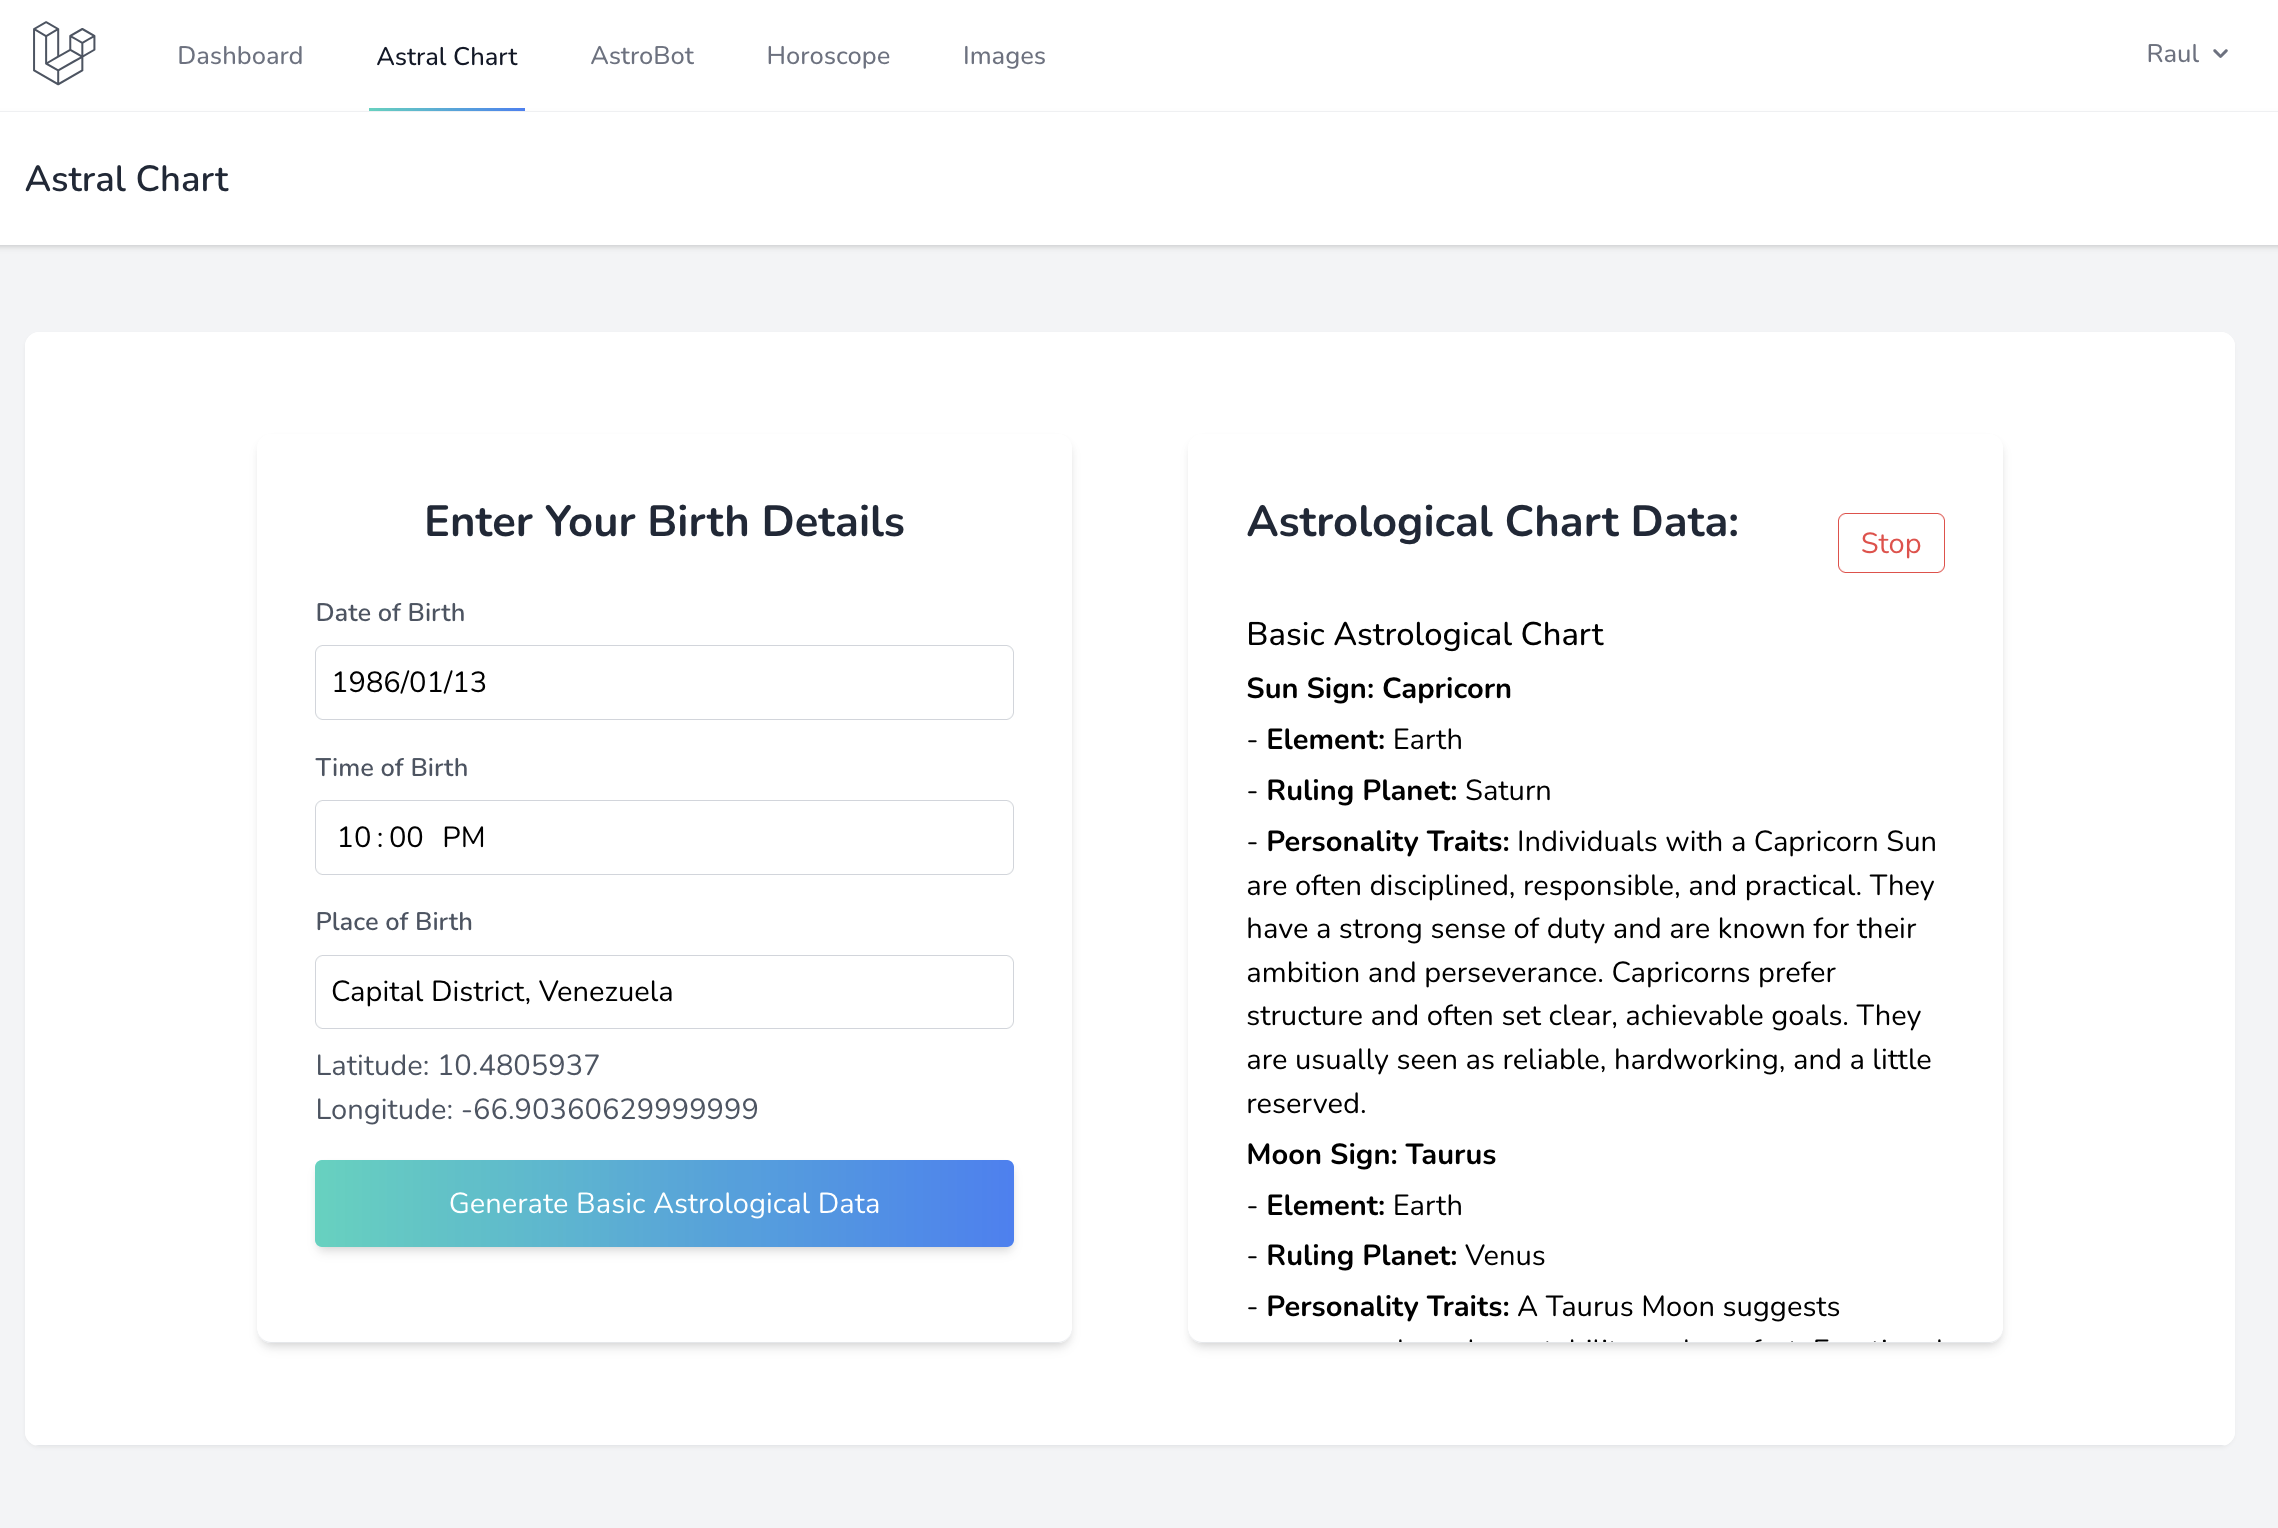 Dashboard Astral Chart AstroBot Horoscope Images Raul
Astral Chart
Enter Your Birth Details
Date of Birth
1986/01/13
Time of Birth
10:00 PM
Place of Birth
Capital District, Venezuela
Latitude: 10.4805937
Longitude: -66.90360629999999
Generate Basic Astrological Data
Astrological Chart Data:
Stop
Basic Astrological Chart
Sun Sign: Capricorn
- Element: Earth
- Ruling Planet: Saturn
- Personality Traits: Individuals with a Capricorn Sun
are often disciplined, responsible, and practical. They
have a strong sense of duty and are known for their
ambition and perseverance. Capricorns prefer
structure and often set clear, achievable goals. They
are usually seen as reliable, hardworking, and a little
reserved.
Moon Sign: Taurus
- Element: Earth
- Ruling Planet: Venus
- Personality Traits: A Taurus Moon suggests